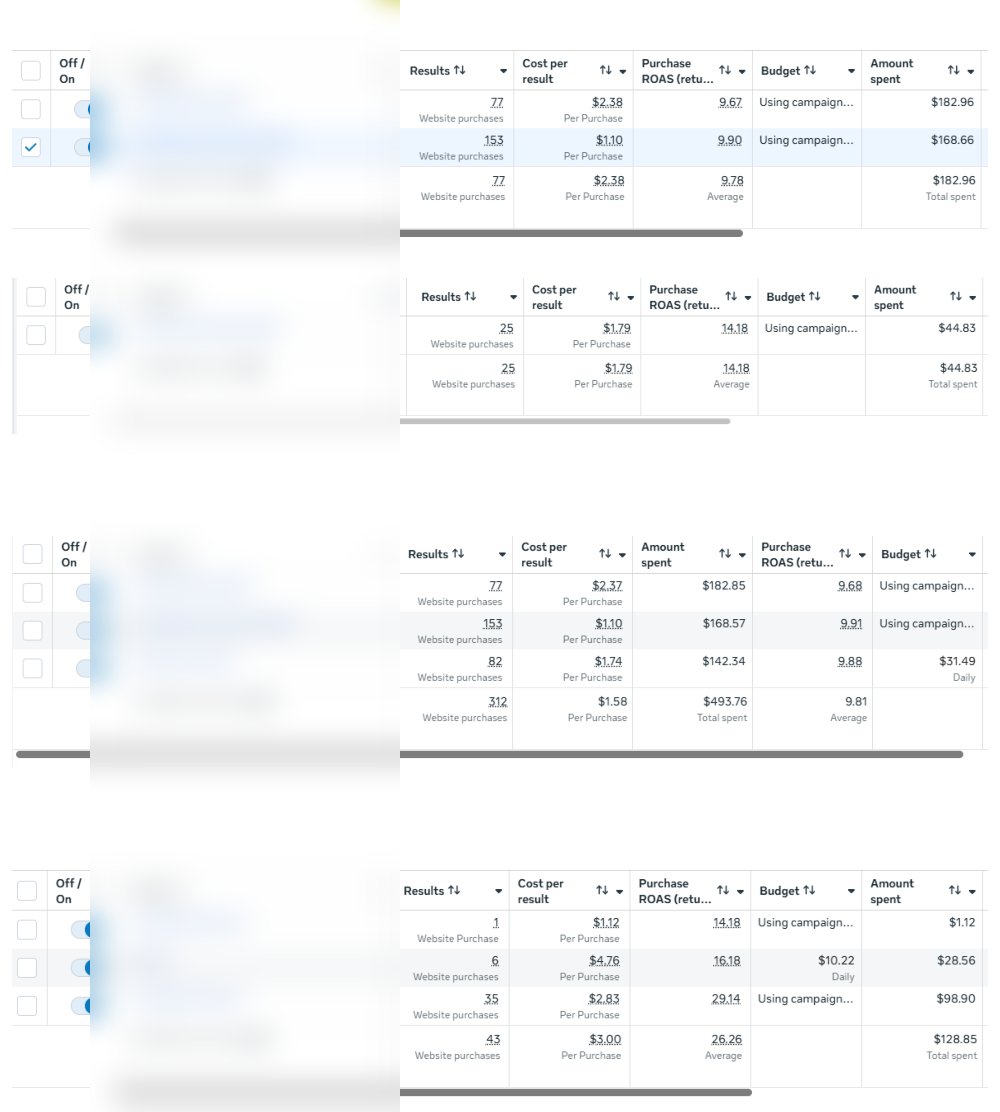 Off / On Results ↑↓ Cost per result ↑↓ Purchase ROAS (retu... ↑↓ Budget ↑↓ Amount spent ↑↓
77 $2.38 9.67 Using campaign... $182.96
Website purchases Per Purchase
153 $1.10 9.90 Using campaign... $168.66
Website purchases Per Purchase
77 $2.38 9.78 $182.96
Website purchases Per Purchase Average Total spent
Off / On Results ↑↓ Cost per result ↑↓ Purchase ROAS (retu... ↑↓ Budget ↑↓ Amount spent ↑↓
25 $1.79 14.18 Using campaign... $44.83
Website purchases Per Purchase
25 $1.79 14.18 $44.83
Website purchases Per Purchase Average Total spent
Off / On Results ↑↓ Cost per result ↑↓ Amount spent ↑↓ Purchase ROAS (retu... ↑↓ Budget ↑↓
77 $2.37 $182.85 9.68 Using campaign...
Website purchases Per Purchase
153 $1.10 $168.57 9.91 Using campaign...
Website purchases Per Purchase
82 $1.74 $142.34 9.88 $31.49
Website purchases Per Purchase Daily
312 $1.58 $493.76 9.81
Website purchases Per Purchase Total spent Average
Off / On Results ↑↓ Cost per result ↑↓ Purchase ROAS (retu... ↑↓ Budget ↑↓ Amount spent ↑↓
1 $1.12 14.18 Using campaign... $1.12
Website Purchase Per Purchase
6 $4.76 16.18 $10.22 $28.56
Website purchases Per Purchase Daily
35 $2.83 29.14 Using campaign... $98.90
Website purchases Per Purchase
43 $3.00 26.26 $128.85
Website purchases Per Purchase Average Total spent